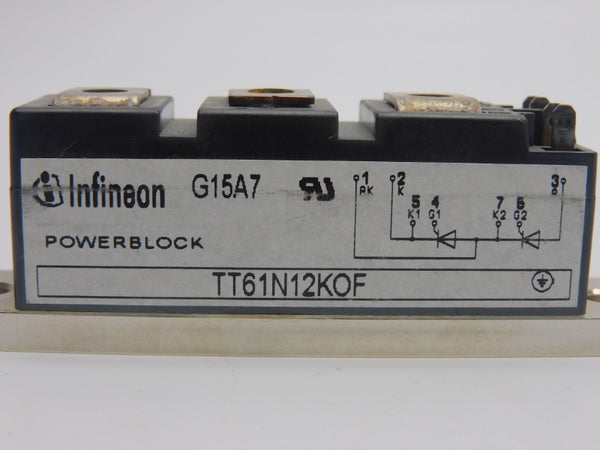 Infineon G15A7
POWERBLOCK
1 2 3
AK K
5 4 7 6
K1 G1 K2 G2
TT61N12KOF